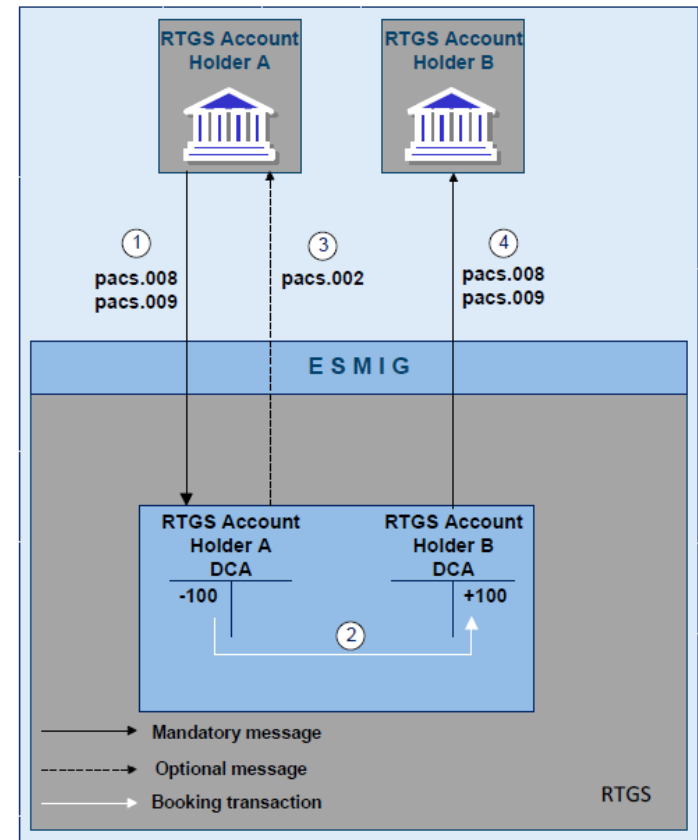 RTGS Account
Holder A
RTGS Account
Holder B
1
pacs.008
pacs.009
3
pacs.002
4
pacs.008
pacs.009
ESMIG
RTGS Account
Holder A
DCA
-100
RTGS Account
Holder B
DCA
+100
2
Mandatory message
Optional message
Booking transaction
RTGS